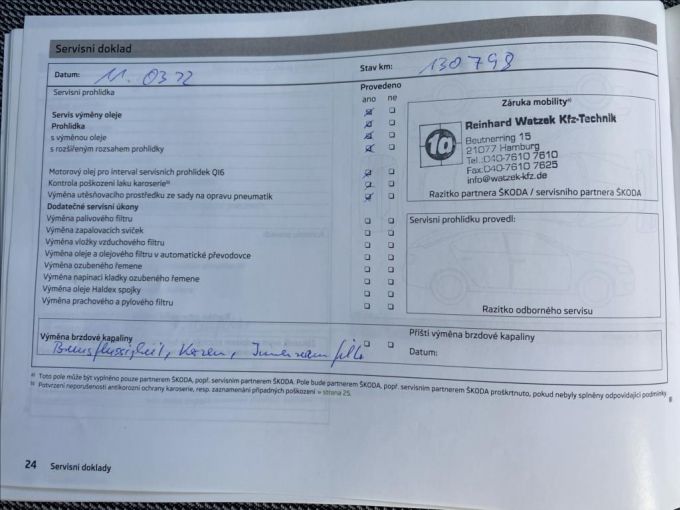 Servisní doklad
Datum: 11. 03 22
Stav km: 130798
Servisní prohlídka
Provedeno
ano ne
Servis výměny oleje
Prohlídka
s výměnou oleje
s rozšířeným rozsahem prohlídky
Motorový olej pro interval servisních prohlídek QI6
Kontrola poškození laku karoserieᵇ⁾
Výměna utěsňovacího prostředku ze sady na opravu pneumatik
Dodatečné servisní úkony
Výměna palivového filtru
Výměna zapalovacích svíček
Výměna vložky vzduchového filtru
Výměna oleje a olejového filtru v automatické převodovce
Výměna ozubeného řemene
Výměna napínací kladky ozubeného řemene
Výměna oleje Haldex spojky
Výměna prachového a pylového filtru
Záruka mobilityᵃ⁾
1a
Reinhard Watzek Kfz-Technik
Beutnerring 15
21077 Hamburg
Tel.:040-7610 7610
Fax:040-7610 7625
info@watzek-kfz.de
Razítko partnera ŠKODA / servisního partnera ŠKODA
Servisní prohlídku provedl:
Razítko odborného servisu
Výměna brzdové kapaliny
Bremsflüssigkeit, Kerzen, Innenraumfilter
Příští výměna brzdové kapaliny
Datum:
ᵃ⁾ Toto pole může být vyplněno pouze partnerem ŠKODA, popř. servisním partnerem ŠKODA. Pole bude partnerem ŠKODA, popř. servisním partnerem ŠKODA proškrtnuto, pokud nebyly splněny odpovídající podmínky.
ᵇ⁾ Potvrzení neporušenosti antikorozní ochrany karoserie, resp. zaznamenání případných poškození » strana 25.
24 Servisní doklady